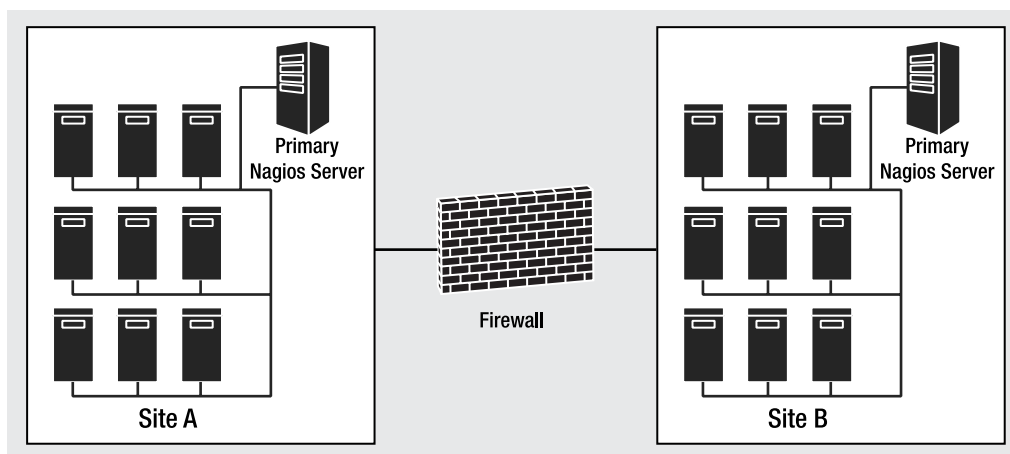 Primary
Nagios Server
Site A
Firewall
Primary
Nagios Server
Site B